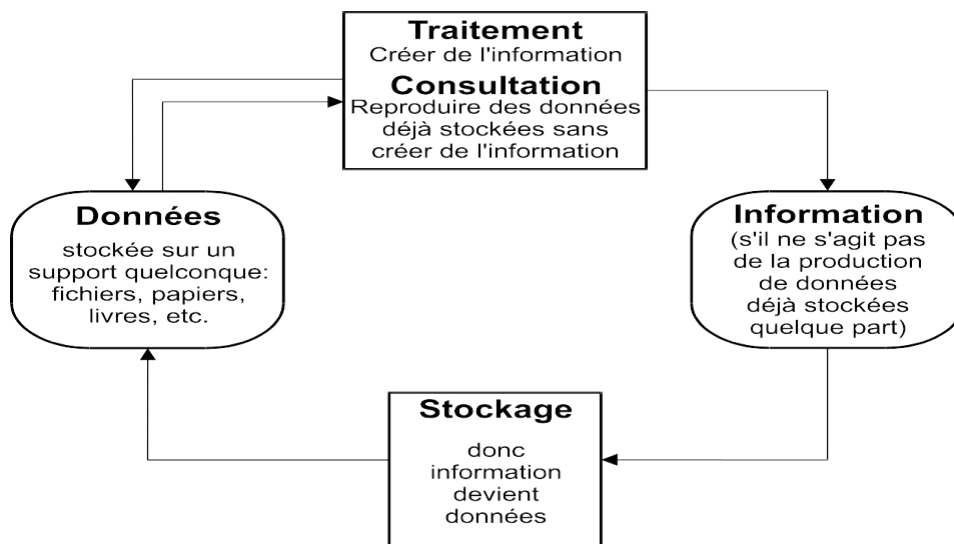 Traitement
Créer de l'information
Consultation
Reproduire des données
déjà stockées sans
créer de l'information
Données
stockée sur un
support quelconque:
fichiers, papiers,
livres, etc.
Information
(s'il ne s'agit pas
de la production
de données
déjà stockées
quelque part)
Stockage
donc
information
devient
données